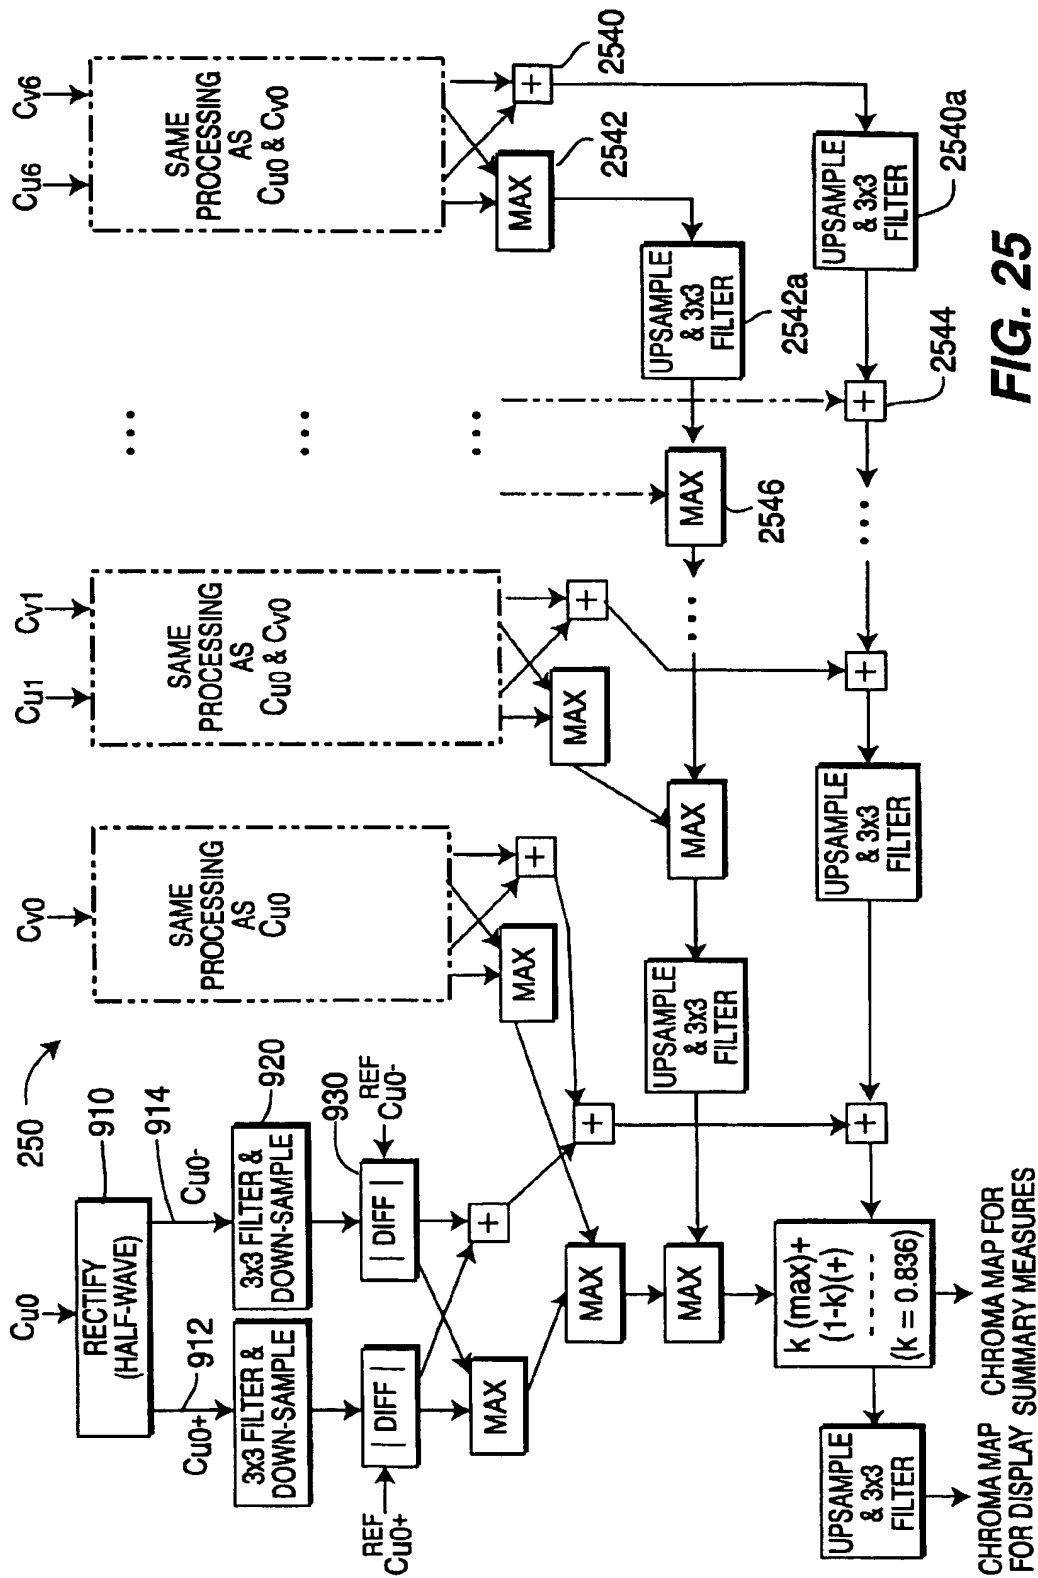 250
Cu0
910
RECTIFY
(HALF-WAVE)
Cu0+
912
Cu0-
914
3x3 FILTER &
DOWN-SAMPLE
3x3 FILTER &
DOWN-SAMPLE
920
REF
Cu0+
| DIFF |
| DIFF |
930
REF
Cu0-
MAX
+
Cv0
SAME
PROCESSING
AS
Cu0
MAX
+
MAX
+
Cu1
Cv1
SAME
PROCESSING
AS
Cu0 & Cv0
MAX
+
...
...
...
Cu6
Cv6
SAME
PROCESSING
AS
Cu0 & Cv0
MAX
2542
+
2540
MAX
UPSAMPLE
& 3x3
FILTER
MAX
...
MAX
2546
UPSAMPLE
& 3x3
FILTER
2542a
k (max)+
(1-k)(+)
-----
(k = 0.836)
+
UPSAMPLE
& 3x3
FILTER
+
...
+
2544
UPSAMPLE
& 3x3
FILTER
2540a
UPSAMPLE
& 3x3
FILTER
CHROMA MAP
FOR DISPLAY
CHROMA MAP FOR
SUMMARY MEASURES
FIG. 25